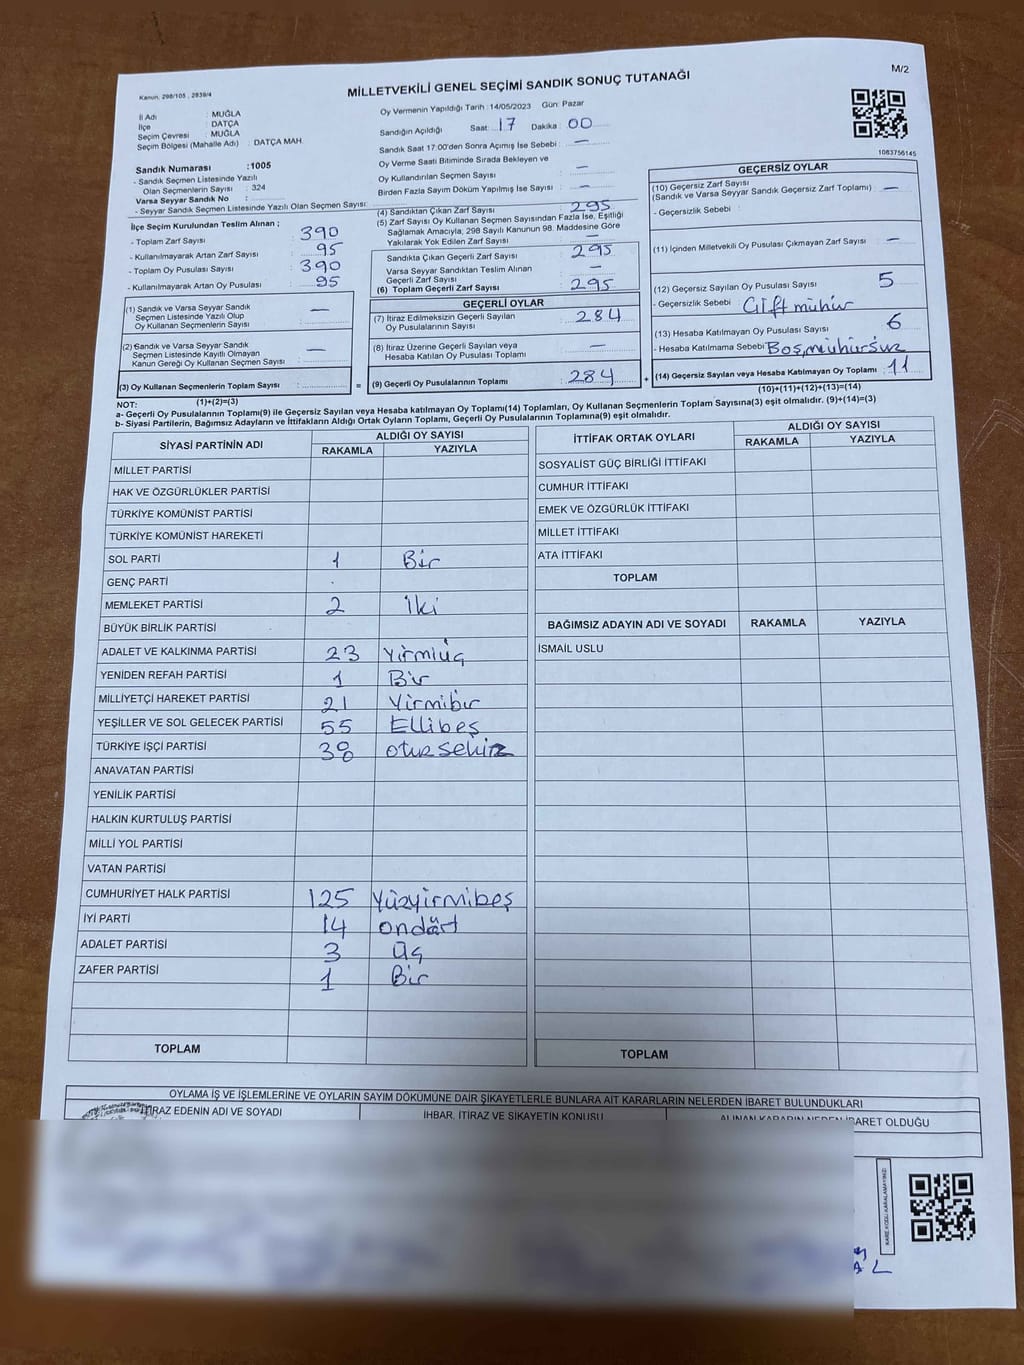 M/2
Kanun, 298/105 , 2839/4
MİLLETVEKİLİ GENEL SEÇİMİ SANDIK SONUÇ TUTANAĞI
İl Adı : MUĞLA
İlçe : DATÇA
Seçim Çevresi : MUĞLA
Seçim Bölgesi (Mahalle Adı) : DATÇA MAH.
Sandık Numarası :1005
- Sandık Seçmen Listesinde Yazılı
Olan Seçmenlerin Sayısı : 324
Varsa Seyyar Sandık No :
- Seyyar Sandık Seçmen Listesinde Yazılı Olan Seçmen Sayısı:
Oy Vermenin Yapıldığı Tarih : 14/05/2023 Gün: Pazar
Sandığın Açıldığı Saat: 17 Dakika: 00
Sandık Saat 17:00'den Sonra Açımış İse Sebebi : —
Oy Verme Saati Bitiminde Sırada Bekleyen ve
Oy Kullandırılan Seçmen Sayısı : —
Birden Fazla Sayım Döküm Yapılmış İse Sayısı : —
1083756145
İlçe Seçim Kurulundan Teslim Alınan ;
- Toplam Zarf Sayısı : 390
- Kullanılmayarak Artan Zarf Sayısı : 95
- Toplam Oy Pusulası Sayısı : 390
- Kullanılmayarak Artan Oy Pusulası : 95
(4) Sandıktan Çıkan Zarf Sayısı : 295
(5) Zarf Sayısı Oy Kullanan Seçmen Sayısından Fazla İse, Eşitliği
Sağlamak Amacıyla, 298 Sayılı Kanunun 98. Maddesine Göre
Yakılarak Yok Edilen Zarf Sayısı : —
Sandıkta Çıkan Geçerli Zarf Sayısı : 295
Varsa Seyyar Sandıktan Teslim Alınan
Geçerli Zarf Sayısı : —
(6) Toplam Geçerli Zarf Sayısı : 295
GEÇERSİZ OYLAR
(10) Geçersiz Zarf Sayısı
(Sandık ve Varsa Seyyar Sandık Geçersiz Zarf Toplamı) : —
- Geçersizlik Sebebi :
(11) İçinden Milletvekili Oy Pusulası Çıkmayan Zarf Sayısı : —
(12) Geçersiz Sayılan Oy Pusulası Sayısı : 5
- Geçersizlik Sebebi : Çift mühür
(13) Hesaba Katılmayan Oy Pusulası Sayısı : 6
- Hesaba Katılmama Sebebi: Boş, mühürsüz
(14) Geçersiz Sayılan veya Hesaba Katılmayan Oy Toplamı : 11
(10)+(11)+(12)+(13)=(14)
(1) Sandık ve Varsa Seyyar Sandık
Seçmen Listesinde Yazılı Olup
Oy Kullanan Seçmenlerin Sayısı : —
(2) Sandık ve Varsa Seyyar Sandık
Seçmen Listesinde Kayıtlı Olmayan
Kanun Gereği Oy Kullanan Seçmen Sayısı : —
(3) Oy Kullanan Seçmenlerin Toplam Sayısı :
=
(1)+(2)=(3)
GEÇERLİ OYLAR
(7) İtiraz Edilmeksizin Geçerli Sayılan
Oy Pusulalarının Sayısı : 284
(8) İtiraz Üzerine Geçerli Sayılan veya
Hesaba Katılan Oy Pusulası Toplamı : —
(9) Geçerli Oy Pusulalarının Toplamı : 284
+
NOT:
a- Geçerli Oy Pusulalarının Toplamı(9) ile Geçersiz Sayılan veya Hesaba katılmayan Oy Toplamı(14) Toplamları, Oy Kullanan Seçmenlerin Toplam Sayısına(3) eşit olmalıdır. (9)+(14)=(3)
b- Siyasi Partilerin, Bağımsız Adayların ve İttifakların Aldığı Ortak Oyların Toplamı, Geçerli Oy Pusulalarının Toplamına(9) eşit olmalıdır.
SİYASİ PARTİNİN ADI ALDIĞI OY SAYISI
RAKAMLA YAZIYLA
MİLLET PARTİSİ
HAK VE ÖZGÜRLÜKLER PARTİSİ
TÜRKİYE KOMÜNİST PARTİSİ
TÜRKİYE KOMÜNİST HAREKETİ
SOL PARTİ 1 Bir
GENÇ PARTİ
MEMLEKET PARTİSİ 2 İki
BÜYÜK BİRLİK PARTİSİ
ADALET VE KALKINMA PARTİSİ 23 Yirmiüç
YENİDEN REFAH PARTİSİ 1 Bir
MİLLİYETÇİ HAREKET PARTİSİ 21 Yirmibir
YEŞİLLER VE SOL GELECEK PARTİSİ 55 Ellibeş
TÜRKİYE İŞÇİ PARTİSİ 38 otuzsekiz
ANAVATAN PARTİSİ
YENİLİK PARTİSİ
HALKIN KURTULUŞ PARTİSİ
MİLLİ YOL PARTİSİ
VATAN PARTİSİ
CUMHURİYET HALK PARTİSİ 125 Yüzyirmibeş
İYİ PARTİ 14 ondört
ADALET PARTİSİ 3 Üç
ZAFER PARTİSİ 1 Bir
TOPLAM
İTTİFAK ORTAK OYLARI ALDIĞI OY SAYISI
RAKAMLA YAZIYLA
SOSYALİST GÜÇ BİRLİĞİ İTTİFAKI
CUMHUR İTTİFAKI
EMEK VE ÖZGÜRLÜK İTTİFAKI
MİLLET İTTİFAKI
ATA İTTİFAKI
TOPLAM
BAĞIMSIZ ADAYIN ADI VE SOYADI RAKAMLA YAZIYLA
İSMAİL USLU
TOPLAM
OYLAMA İŞ VE İŞLEMLERİNE VE OYLARIN SAYIM DÖKÜMÜNE DAİR ŞİKAYETLERLE BUNLARA AİT KARARLARIN NELERDEN İBARET BULUNDUKLARI
İTİRAZ EDENİN ADI VE SOYADI İHBAR, İTİRAZ VE ŞİKAYETİN KONUSU ALINAN KARARIN NEDEN İBARET OLDUĞU
KARE KODU KARALAMAYINIZ!